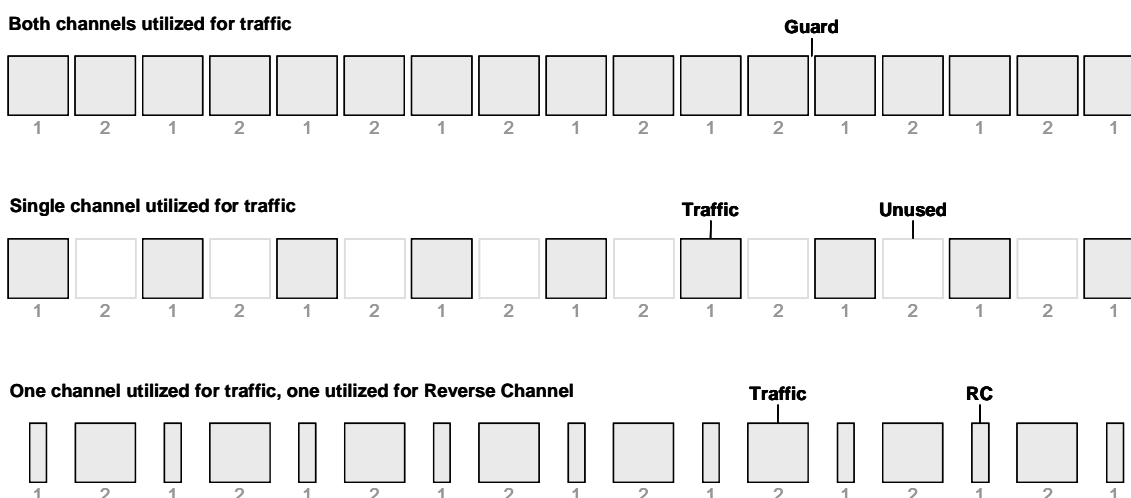 Both channels utilized for traffic
Guard
1 2 1 2 1 2 1 2 1 2 1 2 1 2 1 2 1
Single channel utilized for traffic
Traffic Unused
1 2 1 2 1 2 1 2 1 2 1 2 1 2 1 2 1
One channel utilized for traffic, one utilized for Reverse Channel
Traffic RC
1 2 1 2 1 2 1 2 1 2 1 2 1 2 1 2 1